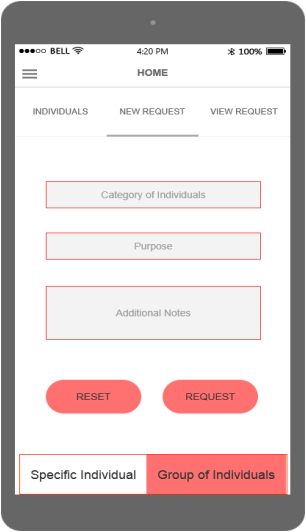 BELL 4:20 PM 100%
HOME
INDIVIDUALS NEW REQUEST VIEW REQUEST
Category of Individuals
Purpose
Additional Notes
RESET REQUEST
Specific Individual Group of Individuals